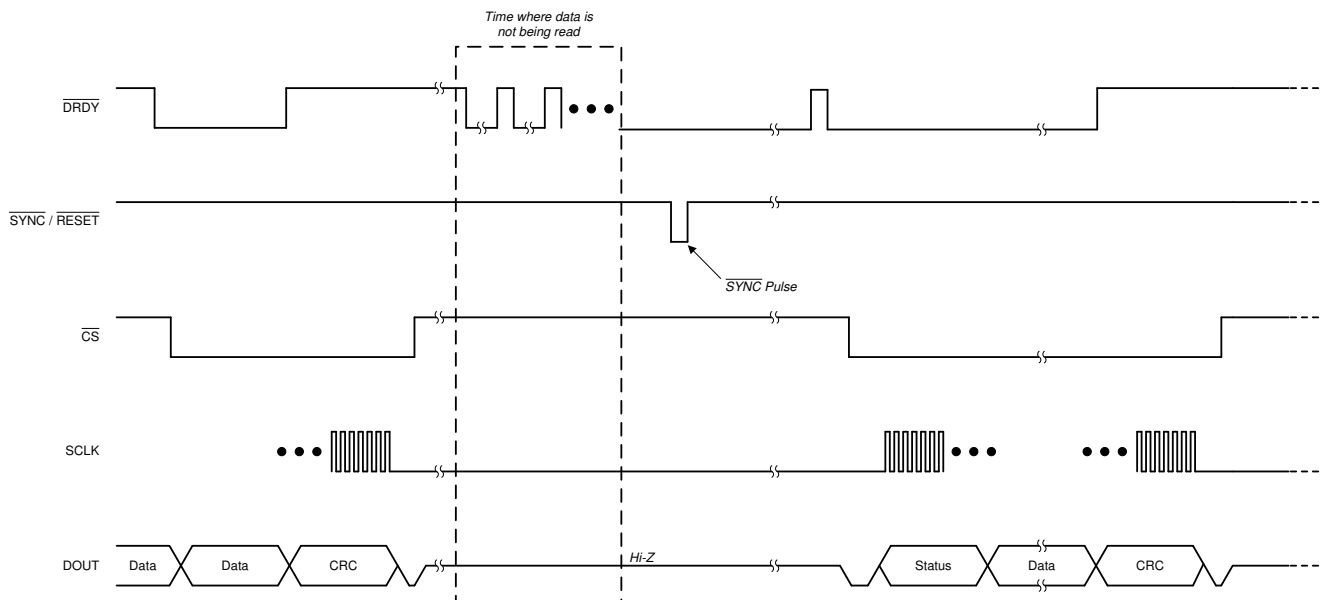 Time where data is
not being read
DRDY
SYNC / RESET
SYNC Pulse
CS
SCLK
DOUT
Data
Data
CRC
Hi-Z
Status
Data
CRC